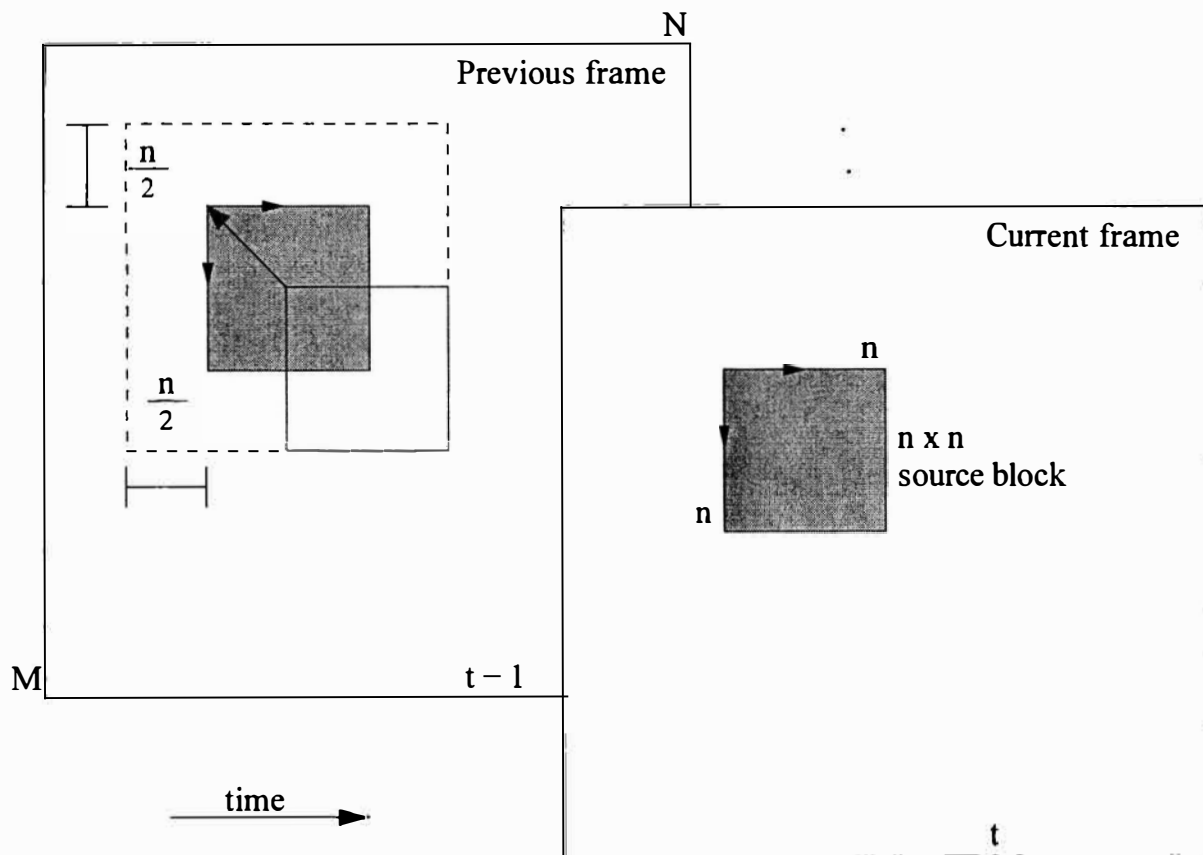 N
Previous frame
n
2
Current frame
n
2
n
n x n
source block
n
M
t – 1
time
t